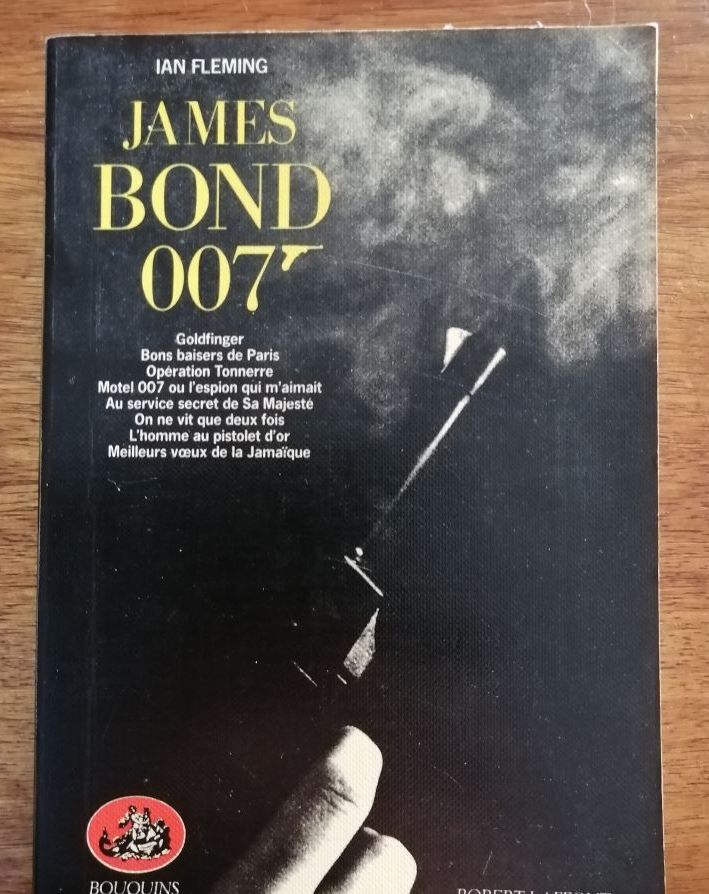 IAN FLEMING
JAMES
BOND
007
Goldfinger
Bons baisers de Paris
Opération Tonnerre
Motel 007 ou l'espion qui m'aimait
Au service secret de Sa Majesté
On ne vit que deux fois
L'homme au pistolet d'or
Meilleurs vœux de la Jamaïque
BOUQUINS
ROBERT LAFFONT